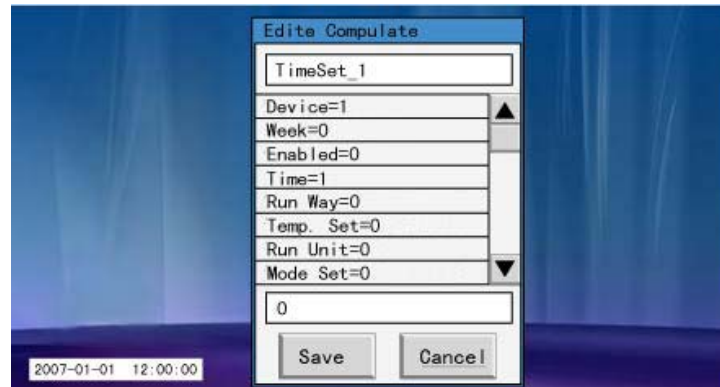 Edite Compulate
TimeSet_1
Device=1
Week=0
Enabled=0
Time=1
Run Way=0
Temp. Set=0
Run Unit=0
Mode Set=0
0
Save Cancel
2007-01-01 12:00:00